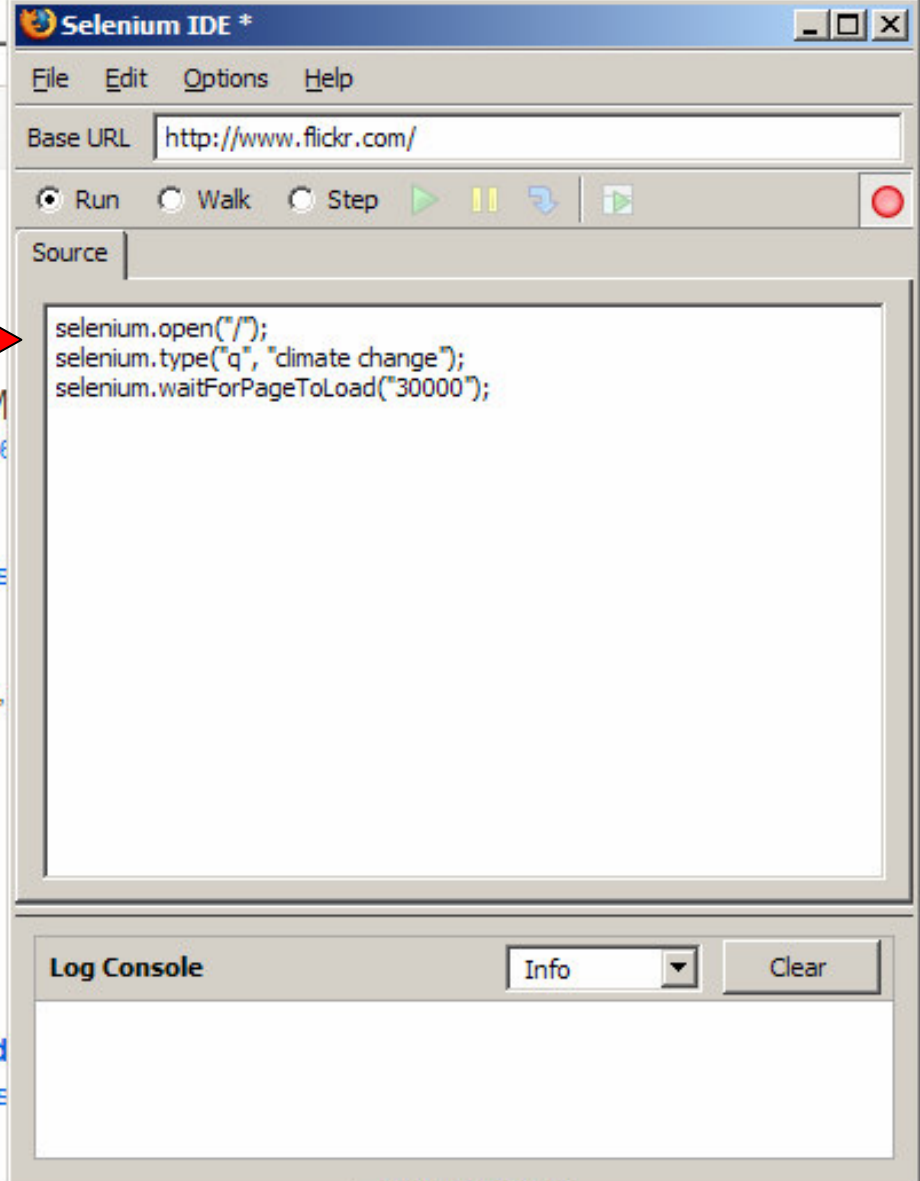 Selenium IDE *
File Edit Options Help
Base URL http://www.flickr.com/
Run Walk Step
Source
selenium.open("/");
selenium.type("q", "climate change");
selenium.waitForPageToLoad("30000");
Log Console Info Clear